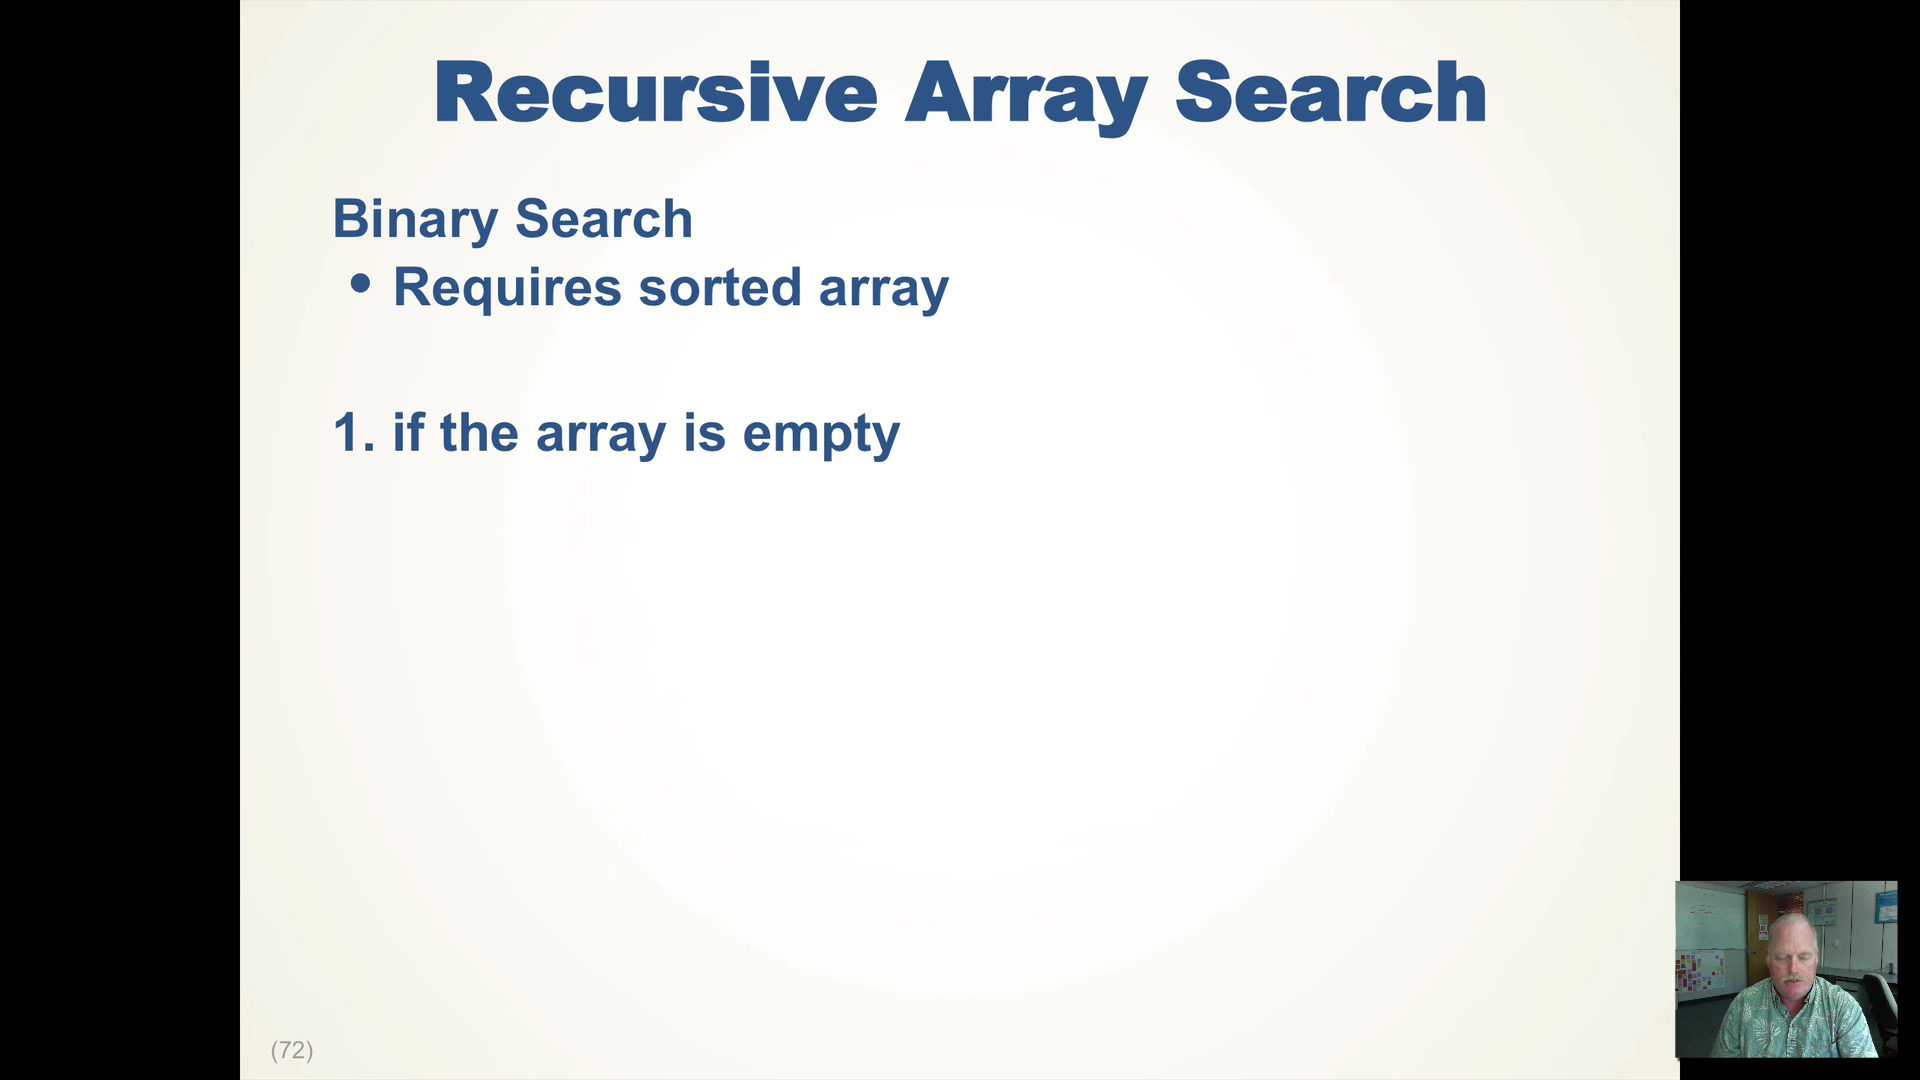 Recursive Array Search
Binary Search
• Requires sorted array
1. if the array is empty
(72)